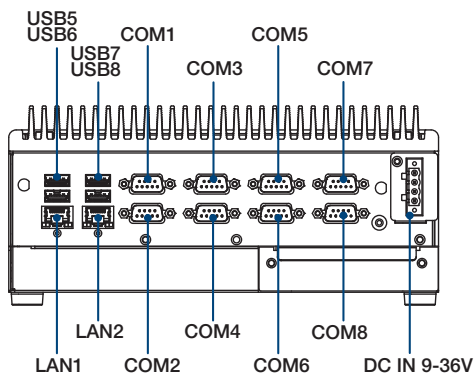 USB5
USB6
USB7
USB8
COM1
COM3
COM5
COM7
LAN1
LAN2
COM2
COM4
COM6
COM8
DC IN 9-36V